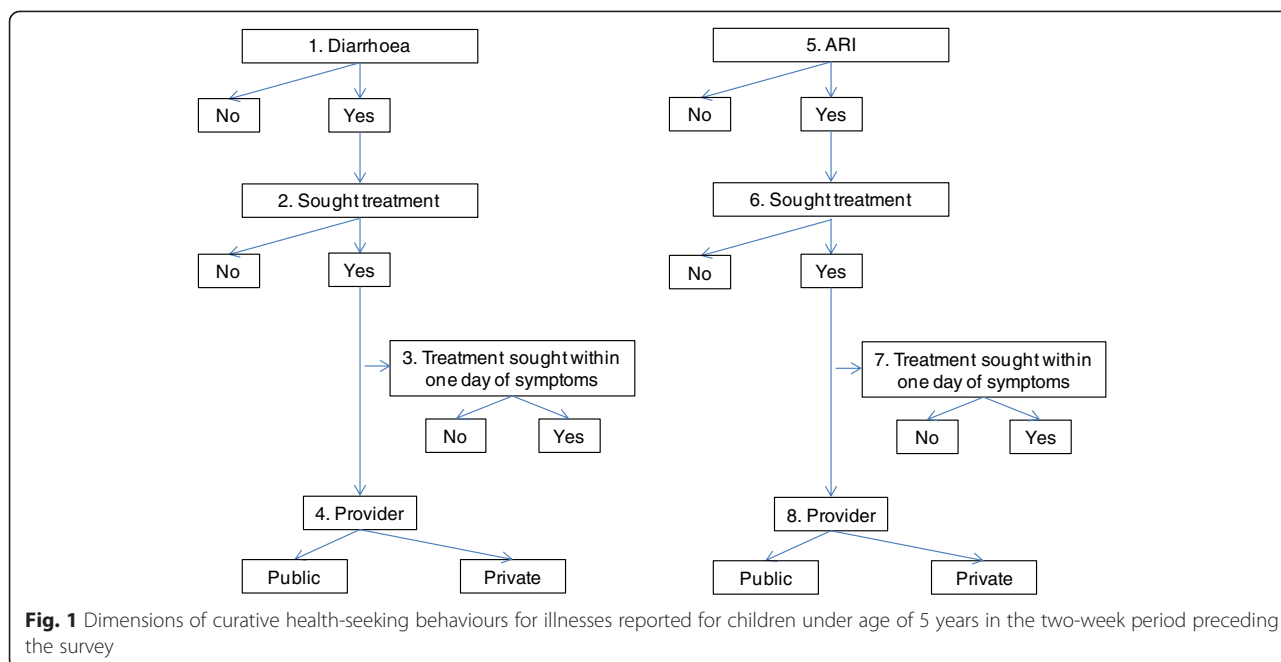 1. Diarrhoea
No
Yes
2. Sought treatment
No
Yes
3. Treatment sought within
one day of symptoms
No
Yes
4. Provider
Public
Private
5. ARI
No
Yes
6. Sought treatment
No
Yes
7. Treatment sought within
one day of symptoms
No
Yes
8. Provider
Public
Private
Fig. 1 Dimensions of curative health-seeking behaviours for illnesses reported for children under age of 5 years in the two-week period preceding
the survey